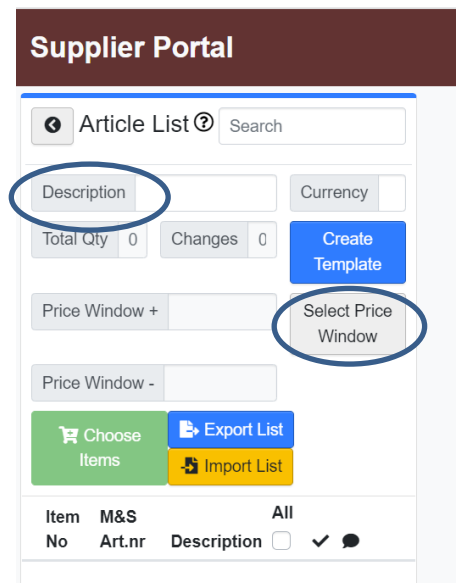 Supplier Portal
Article List ? Search
Description Currency
Total Qty 0 Changes 0 Create
Template
Price Window + Select Price
Window
Price Window -
Choose
Items
Export List
Import List
All
Item M&S
No Art.nr Description